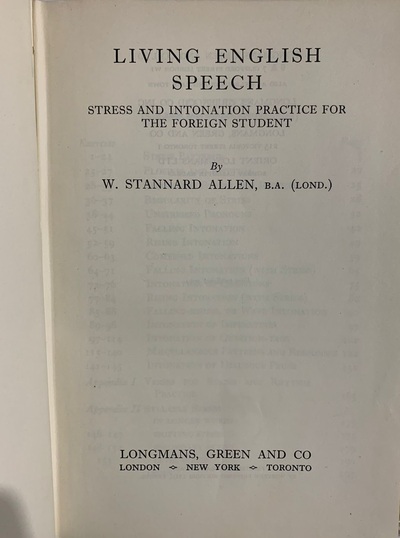 LIVING ENGLISH
SPEECH
STRESS AND INTONATION PRACTICE FOR
THE FOREIGN STUDENT
By
W. STANNARD ALLEN, B.A. (LOND.)
LONGMANS, GREEN AND CO
LONDON ⬦ NEW YORK ⬦ TORONTO